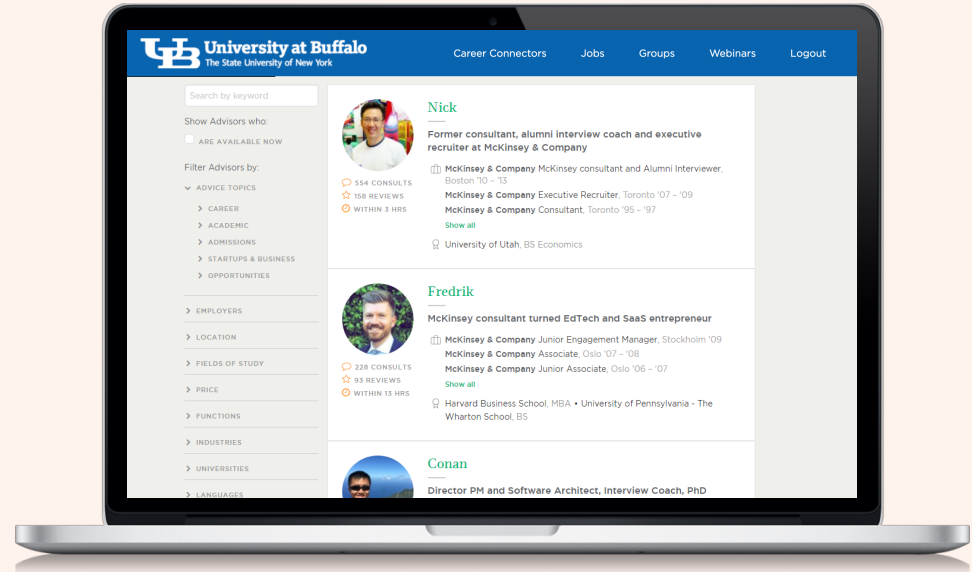 University at Buffalo
The State University of New York
Career Connectors Jobs Groups Webinars Logout
Search by keyword
Show Advisors who:
ARE AVAILABLE NOW
Filter Advisors by:
ADVICE TOPICS
CAREER
ACADEMIC
ADMISSIONS
STARTUPS & BUSINESS
OPPORTUNITIES
EMPLOYERS
LOCATION
FIELDS OF STUDY
PRICE
FUNCTIONS
INDUSTRIES
UNIVERSITIES
LANGUAGES
Nick
Former consultant, alumni interview coach and executive
recruiter at McKinsey & Company
554 CONSULTS
158 REVIEWS
WITHIN 3 HRS
McKinsey & Company McKinsey consultant and Alumni Interviewer,
Boston '10 – '13
McKinsey & Company Executive Recruiter, Toronto '07 – '09
McKinsey & Company Consultant, Toronto '95 – '97
Show all
University of Utah, BS Economics
Fredrik
McKinsey consultant turned EdTech and SaaS entrepreneur
228 CONSULTS
93 REVIEWS
WITHIN 13 HRS
McKinsey & Company Junior Engagement Manager, Stockholm '09
McKinsey & Company Associate, Oslo '07 – '08
McKinsey & Company Junior Associate, Oslo '06 – '07
Show all
Harvard Business School, MBA • University of Pennsylvania - The
Wharton School, BS
Conan
Director PM and Software Architect, Interview Coach, PhD